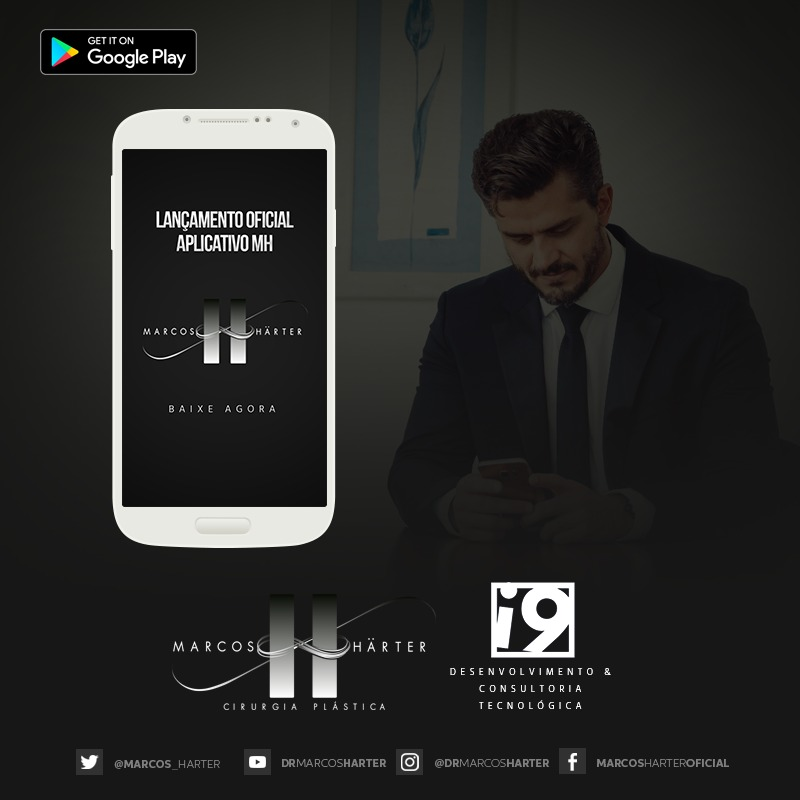 GET IT ON
Google Play
LANÇAMENTO OFICIAL
APLICATIVO MH
MARCOS HÄRTER
BAIXE AGORA
MARCOS HÄRTER
CIRURGIA PLÁSTICA
i9
DESENVOLVIMENTO &
CONSULTORIA
TECNOLÓGICA
@MARCOS_HARTER
DRMARCOSHARTER
@DRMARCOSHARTER
MARCOSHARTEROFICIAL